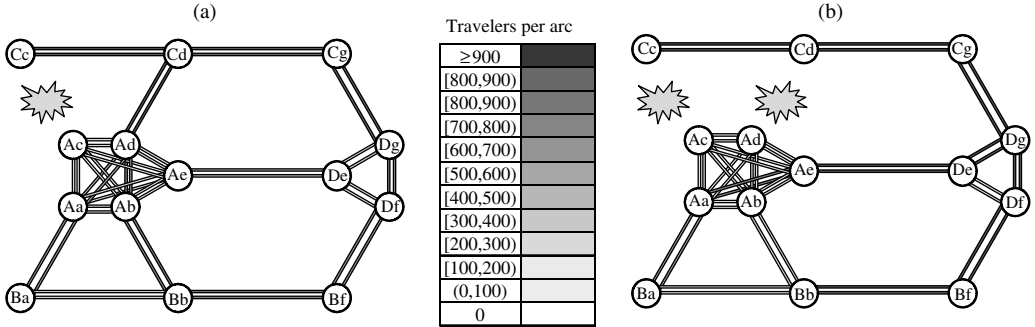 (a)
Cc
Cd
Cg
Ac
Ad
Ae
Aa
Ab
De
Dg
Df
Ba
Bb
Bf
Travelers per arc
≥900
[800,900)
[800,900)
[700,800)
[600,700)
[500,600)
[400,500)
[300,400)
[200,300)
[100,200)
(0,100)
0
(b)
Cc
Cd
Cg
Ac
Ad
Ae
Aa
Ab
De
Dg
Df
Ba
Bb
Bf